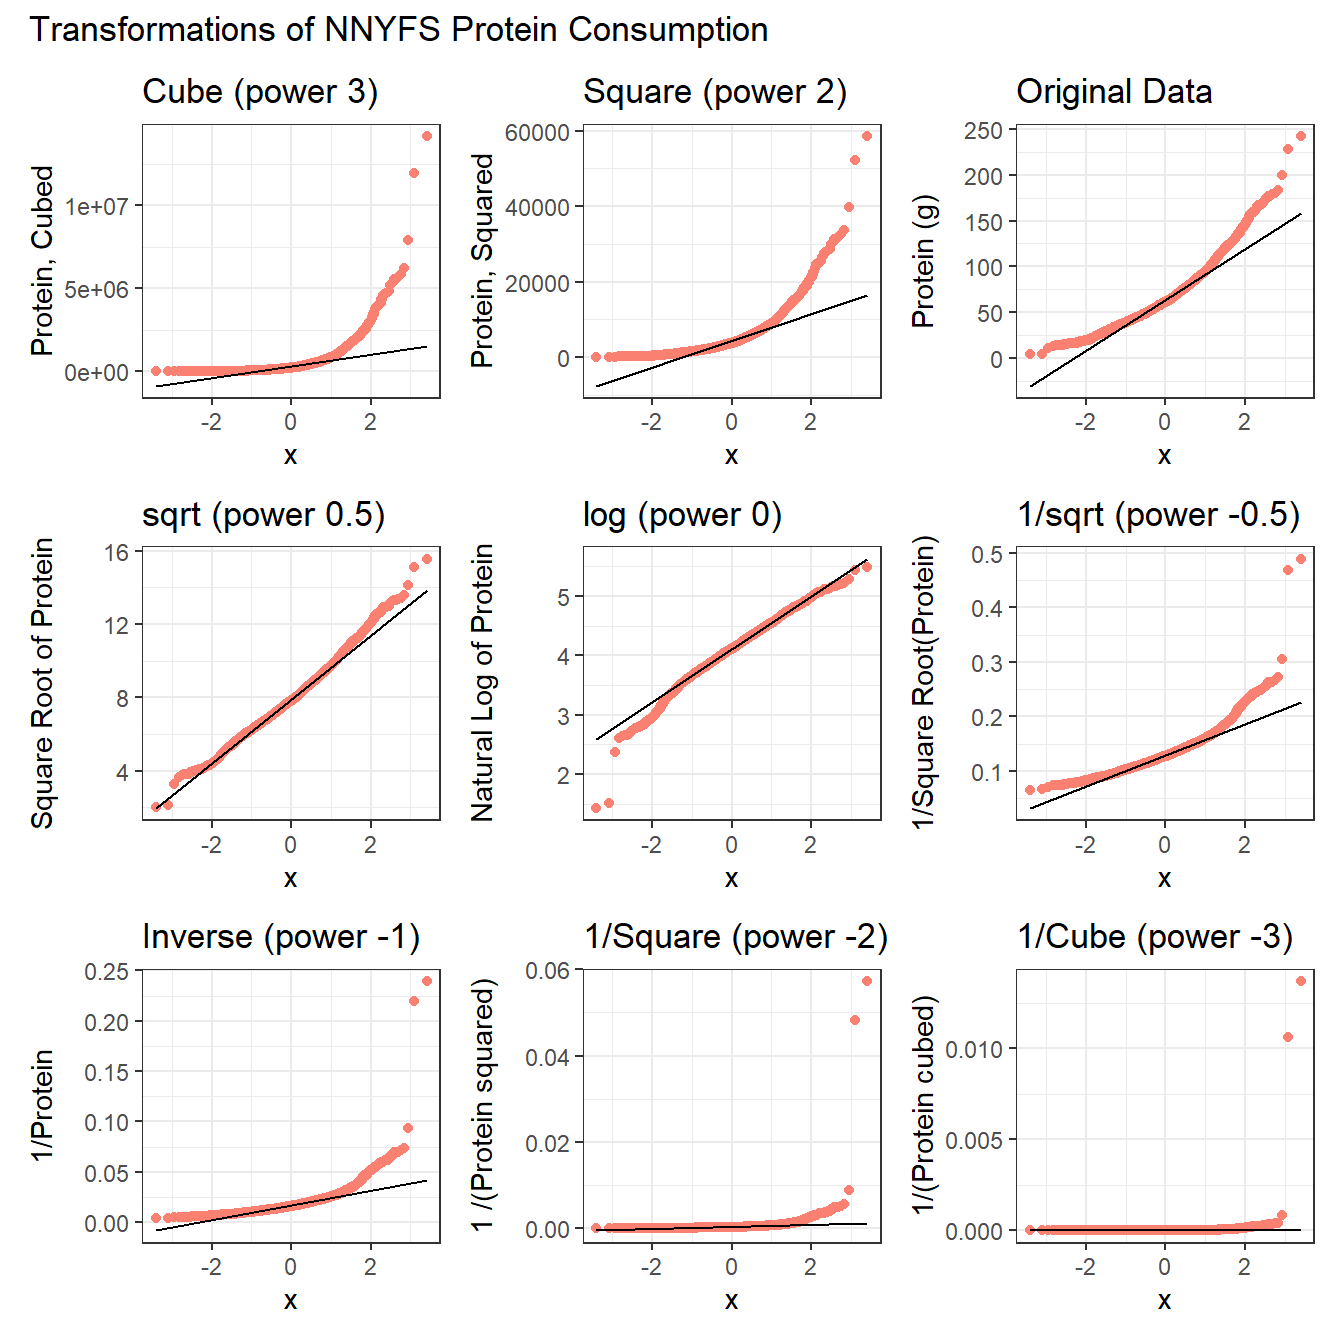 Transformations of NNYFS Protein Consumption
Cube (power 3)
Protein, Cubed
1e+07
5e+06
0e+00
-2 0 2
x
Square (power 2)
Protein, Squared
60000
40000
20000
0
-2 0 2
x
Original Data
Protein (g)
250
200
150
100
50
0
-2 0 2
x
sqrt (power 0.5)
Square Root of Protein
16
12
8
4
-2 0 2
x
log (power 0)
Natural Log of Protein
5
4
3
2
-2 0 2
x
1/sqrt (power -0.5)
1/Square Root(Protein)
0.5
0.4
0.3
0.2
0.1
-2 0 2
x
Inverse (power -1)
1/Protein
0.25
0.20
0.15
0.10
0.05
0.00
-2 0 2
x
1/Square (power -2)
1 /(Protein squared)
0.06
0.04
0.02
0.00
-2 0 2
x
1/Cube (power -3)
1/(Protein cubed)
0.010
0.005
0.000
-2 0 2
x